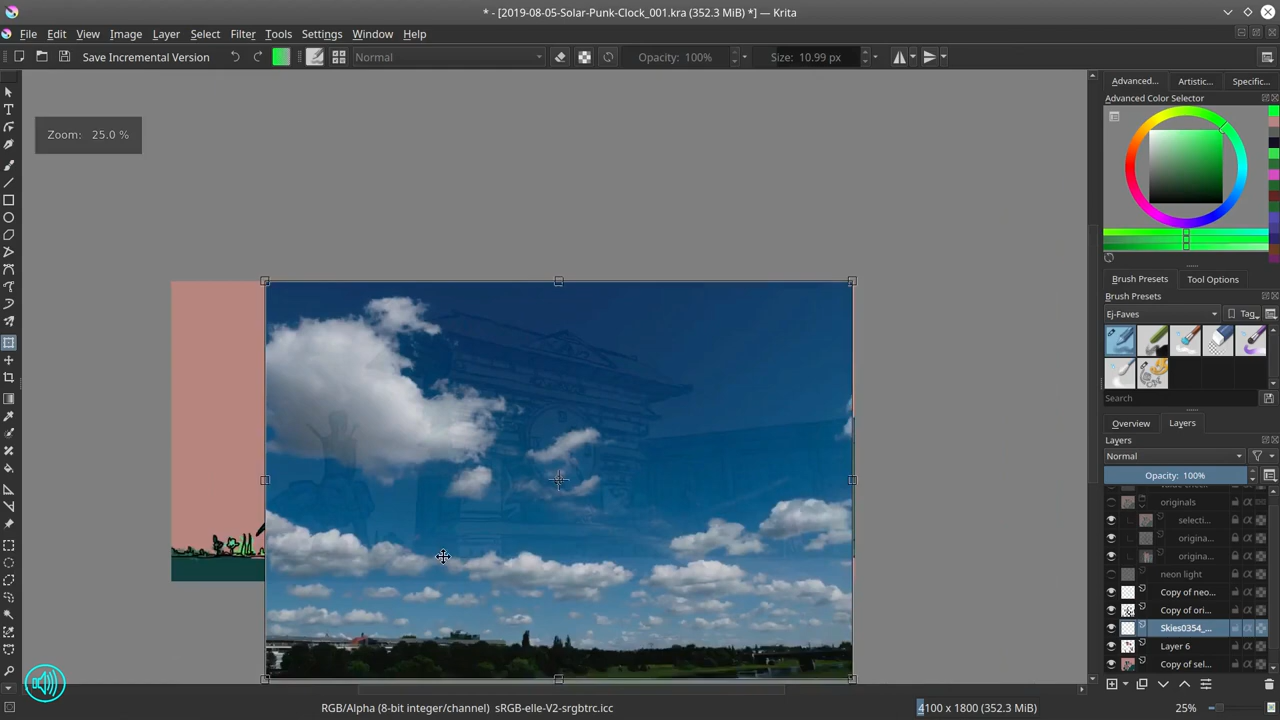 * - [2019-08-05-Solar-Punk-Clock_001.kra (352.3 MiB) *] — Krita
File Edit View Image Layer Select Filter Tools Settings Window Help
Save Incremental Version Normal Opacity: 100% Size: 10.99 px
Zoom: 25.0 %
Advanced... Artistic... Specific...
Advanced Color Selector
Brush Presets Tool Options
Brush Presets
Ej-Faves Tag
Search
Overview Layers
Layers
Normal
Opacity: 100%
originals
selecti...
origina...
origina...
neon light
Copy of neo...
Copy of ori...
Skies0354_...
Layer 6
Copy of sel...
RGB/Alpha (8-bit integer/channel) sRGB-elle-V2-srgbtrc.icc 4100 x 1800 (352.3 MiB) 25%